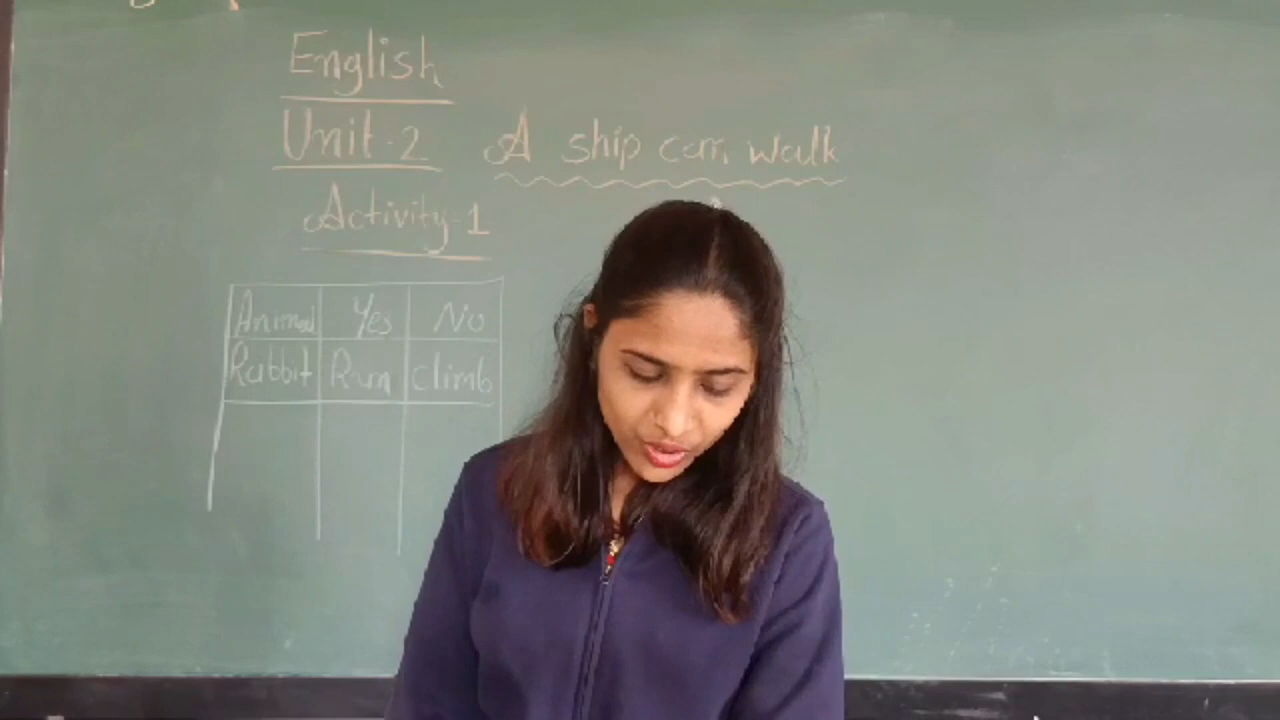 English
Unit-2 A ship can walk
Activity-1
Animal Yes No
Rabbit Run climb